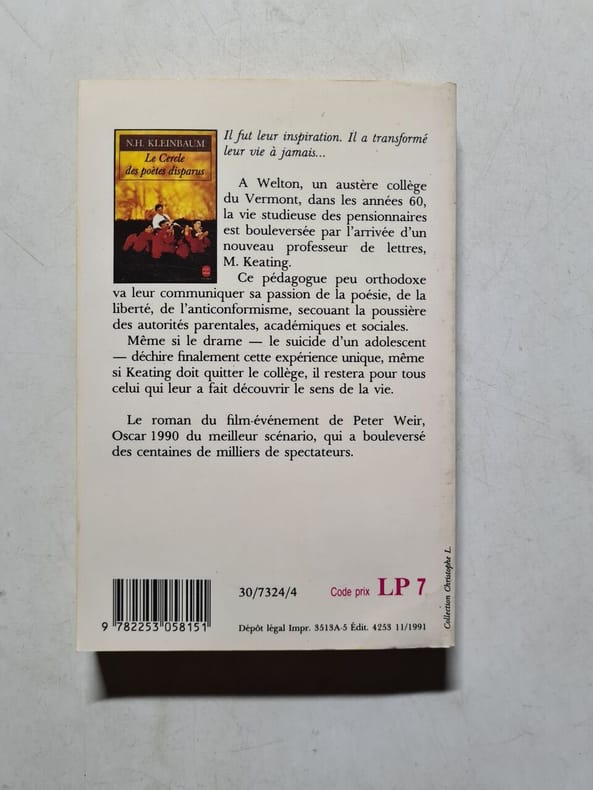 N.H. KLEINBAUM
Le Cercle
des poètes disparus
Il fut leur inspiration. Il a transformé
leur vie à jamais...
A Welton, un austère collège
du Vermont, dans les années 60,
la vie studieuse des pensionnaires
est bouleversée par l'arrivée d'un
nouveau professeur de lettres,
M. Keating.
Ce pédagogue peu orthodoxe
va leur communiquer sa passion de la poésie, de la
liberté, de l'anticonformisme, secouant la poussière
des autorités parentales, académiques et sociales.
Même si le drame — le suicide d'un adolescent
— déchire finalement cette expérience unique, même
si Keating doit quitter le collège, il restera pour tous
celui qui leur a fait découvrir le sens de la vie.
Le roman du film-événement de Peter Weir,
Oscar 1990 du meilleur scénario, qui a bouleversé
des centaines de milliers de spectateurs.
30/7324/4
Code prix LP 7
9 782253 058151
Dépôt légal Impr. 3513A-5 Édit. 4253 11/1991
Collection Christophe L.